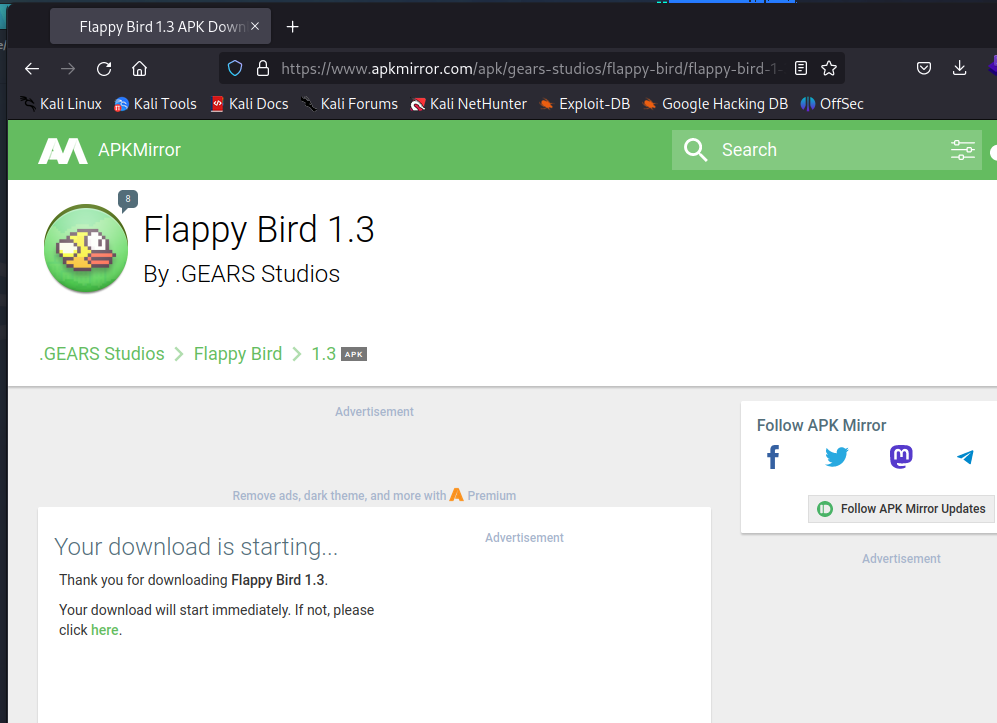 Flappy Bird 1.3 APK Down
https://www.apkmirror.com/apk/gears-studios/flappy-bird/flappy-bird-1-
Kali Linux Kali Tools Kali Docs Kali Forums Kali NetHunter Exploit-DB Google Hacking DB OffSec
APKMirror Search
8
Flappy Bird 1.3
By .GEARS Studios
.GEARS Studios Flappy Bird 1.3 APK
Advertisement
Follow APK Mirror
Remove ads, dark theme, and more with Premium
Follow APK Mirror Updates
Your download is starting...
Advertisement
Advertisement
Thank you for downloading Flappy Bird 1.3.
Your download will start immediately. If not, please
click here.